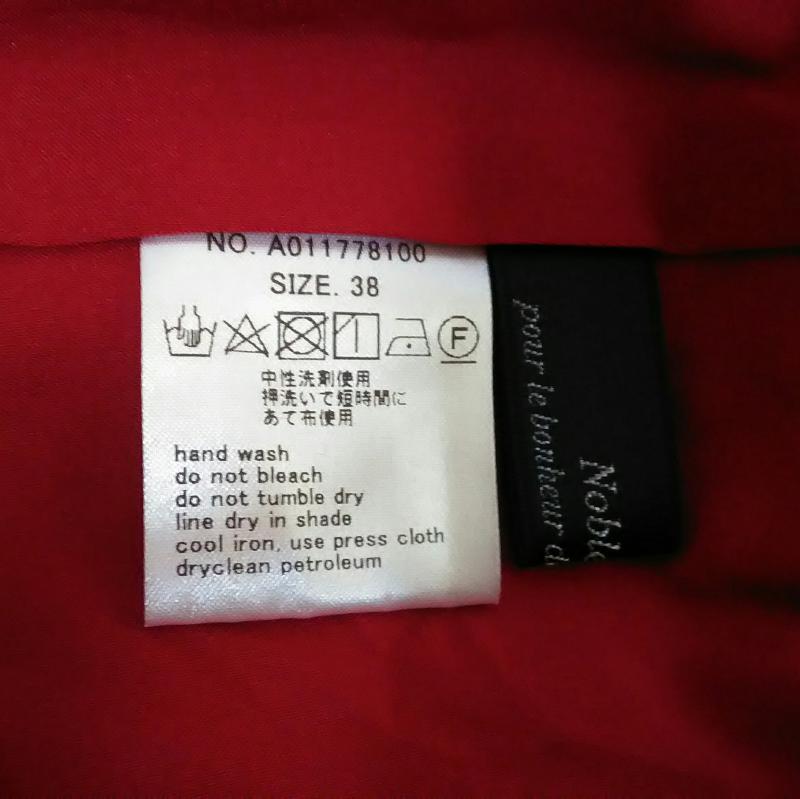 NO. A011778100
SIZE. 38
F
中性洗剤使用
押洗いで短時間に
あて布使用
hand wash
do not bleach
do not tumble dry
line dry in shade
cool iron, use press cloth
dryclean petroleum
Noble
pour le bonheur d